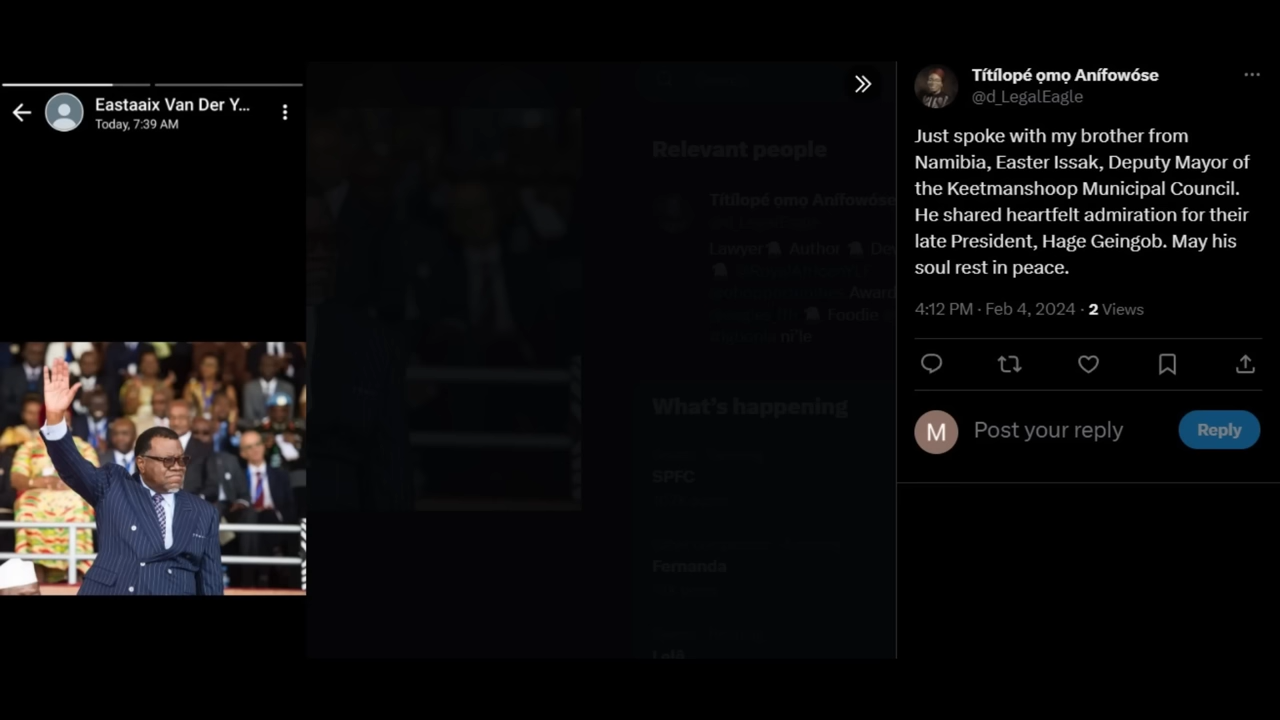 Eastaaix Van Der Y...
Today, 7:39 AM
Relevant people
Títílopé ọmọ Anífowóse
@d_LegalEagle
Lawyer Author Dev
Award
Foodie
What's happening
SPFC
Fernanda
Títílopé ọmọ Anífowóse
@d_LegalEagle
Just spoke with my brother from
Namibia, Easter Issak, Deputy Mayor of
the Keetmanshoop Municipal Council.
He shared heartfelt admiration for their
late President, Hage Geingob. May his
soul rest in peace.
4:12 PM · Feb 4, 2024 · 2 Views
M
Post your reply
Reply